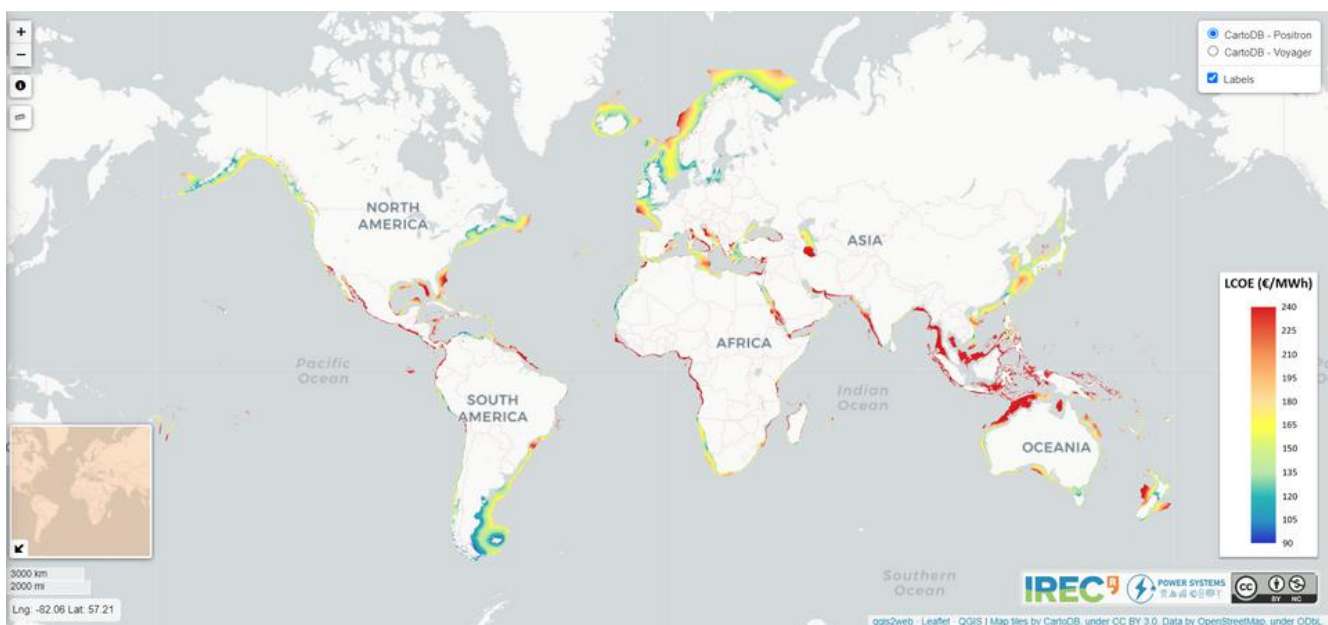 +
−
CartoDB - Positron
CartoDB - Voyager
Labels
NORTH
AMERICA
ASIA
AFRICA
SOUTH
AMERICA
OCEANIA
Pacific
Ocean
Indian
Ocean
Southern
Ocean
LCOE (€/MWh)
240
225
210
195
180
165
150
135
120
105
90
3000 km
2000 mi
Lng: -82.06 Lat: 57.21
IREC
POWER SYSTEMS
CC
BY NC
qgis2web · Leaflet · QGIS | Map tiles by CartoDB, under CC BY 3.0. Data by OpenStreetMap, under ODbL.